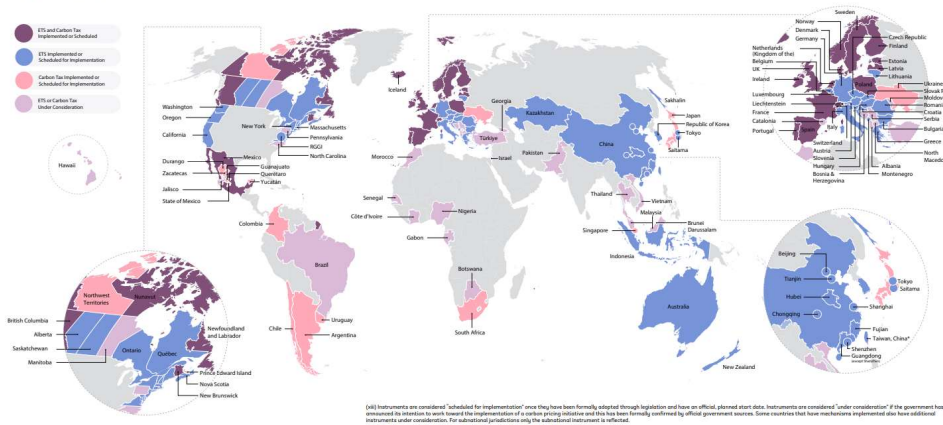 ETS and Carbon Tax
Implemented or Scheduled
ETS Implemented or
Scheduled for Implementation
Carbon Tax Implemented or
Scheduled for Implementation
ETS or Carbon Tax
Under Consideration
Hawaii
Washington
Oregon
California
New York
Massachusetts
Pennsylvania
RGGI
North Carolina
Durango
Zacatecas
Jalisco
State of Mexico
Mexico
Guanajuato
Querétaro
Yucatán
Colombia
Brazil
Uruguay
Chile
Argentina
Iceland
Morocco
Senegal
Côte d'Ivoire
Nigeria
Gabon
Botswana
South Africa
Georgia
Türkiye
Israel
Kazakhstan
Pakistan
China
Thailand
Vietnam
Malaysia
Brunei
Darussalam
Singapore
Indonesia
Sakhalin
Japan
Republic of Korea
Tokyo
Saitama
Australia
New Zealand
Sweden
Norway
Denmark
Germany
Netherlands
(Kingdom of the)
Belgium
UK
Ireland
Luxembourg
Liechtenstein
France
Catalonia
Portugal
Spain
Italy
Switzerland
Austria
Slovenia
Hungary
Bosnia &
Herzegovina
Czech Republic
Finland
Estonia
Latvia
Lithuania
Poland
Ukraine
Slovak
Moldov
Romani
Croatia
Serbia
Bulgari
Greece
North
Maced
Albania
Montenegro
Northwest
Territories
Nunavut
British Columbia
Alberta
Saskatchewan
Manitoba
Ontario
Québec
Newfoundland
and Labrador
Prince Edward Island
Nova Scotia
New Brunswick
Beijing
Tianjin
Hubei
Chongqing
Tokyo
Saitama
Shanghai
Fujian
Taiwan, China*
Shenzhen
Guangdong
(except Shenzhen)
(xiii) Instruments are considered "scheduled for implementation" once they have been formally adopted through legislation and have an official, planned start date. Instruments are considered "under consideration" if the government has
announced its intention to work toward the implementation of a carbon pricing initiative and this has been formally confirmed by official government sources. Some countries that have mechanisms implemented also have additional
instruments under consideration. For subnational jurisdictions only the subnational instrument is reflected.